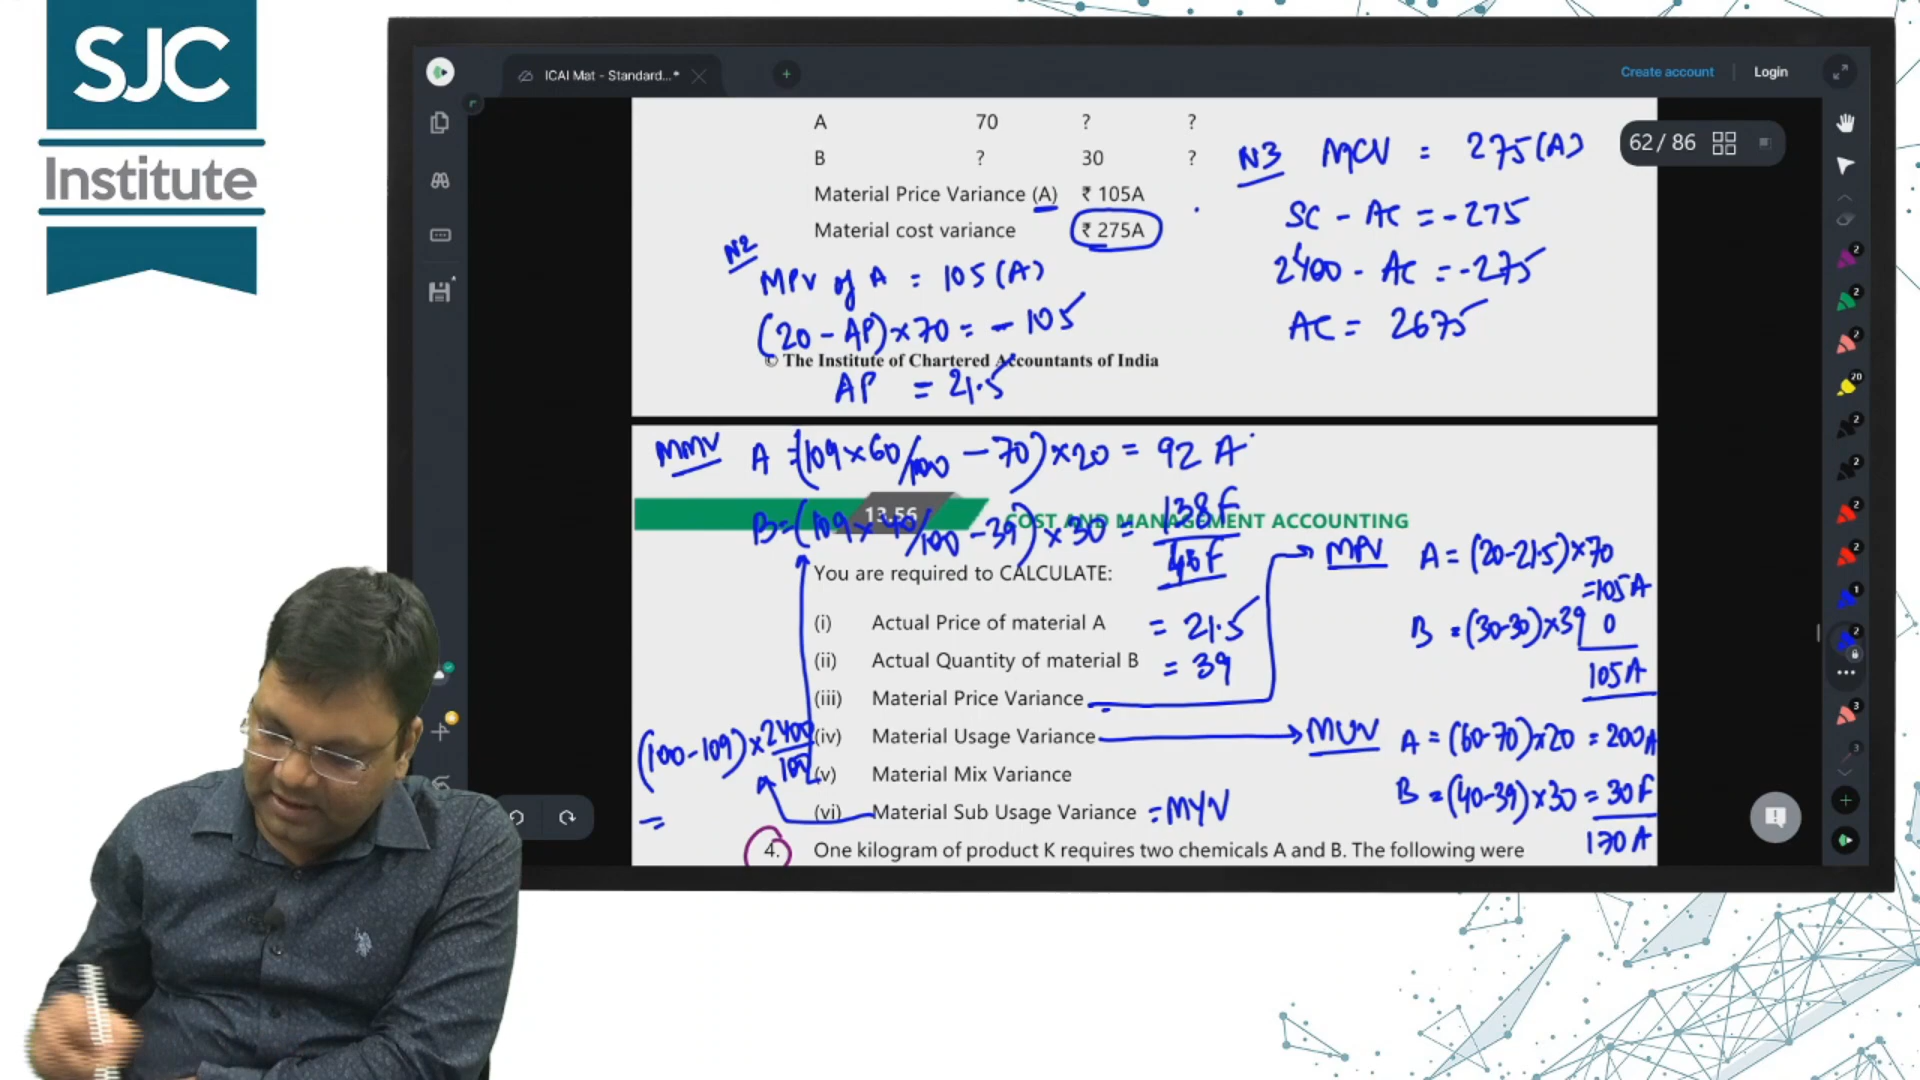 SJC
Institute
ICAI Mat - Standard...*
Create account
Login
62 / 86
A 70 ? ?
B ? 30 ?
Material Price Variance (A) ₹ 105A
Material cost variance ₹ 275A
N2
MPV of A = 105 (A)
(20 - AP) × 70 = - 105
© The Institute of Chartered Accountants of India
AP = 21.5
N3 MCV = 275 (A)
SC - AC = - 275
2400 - AC = - 275
AC = 2675
MMV A = (109 × 60/100 - 70) × 20 = 92 A
13.56 COST AND MANAGEMENT ACCOUNTING
B = (109 × 40/100 - 39) × 30 = 138 F
46 F
You are required to CALCULATE:
(i) Actual Price of material A = 21.5
(ii) Actual Quantity of material B = 39
(iii) Material Price Variance
(iv) Material Usage Variance
(v) Material Mix Variance
(vi) Material Sub Usage Variance = MYV
(100 - 109) × 2400/100
=
MPV A = (20 - 21.5) × 70
= 105 A
B = (30 - 30) × 39 0
105 A
MUV A = (60 - 70) × 20 = 200 A
B = (40 - 39) × 30 = 30 F
170 A
4. One kilogram of product K requires two chemicals A and B. The following were